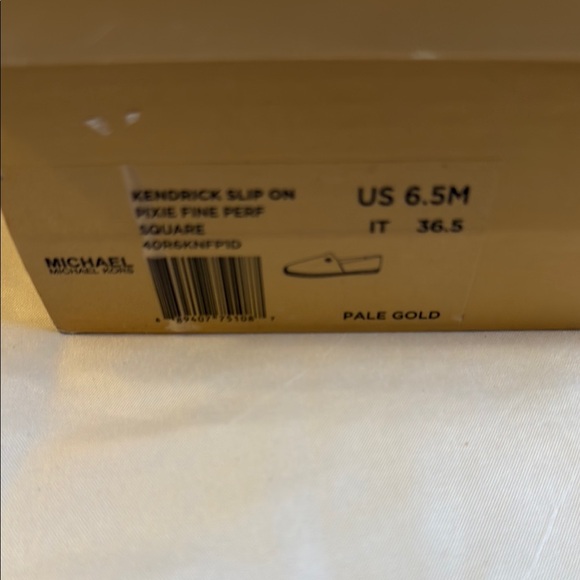 KENDRICK SLIP ON
PIXIE FINE PERF
SQUARE
40R6KNFP1D
US 6.5M
IT 36.5
MICHAEL
MICHAEL KORS
PALE GOLD